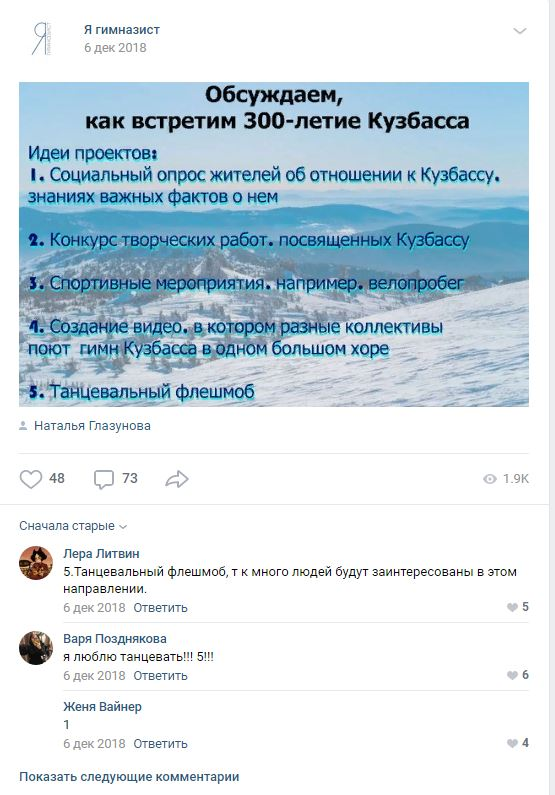 Я гимназист
6 дек 2018
Я
ГИМНАЗИСТ
Обсуждаем,
как встретим 300-летие Кузбасса
Идеи проектов:
1. Социальный опрос жителей об отношении к Кузбассу.
знаниях важных фактов о нем
2. Конкурс творческих работ. посвященных Кузбассу
3. Спортивные мероприятия. например. велопробег
4. Создание видео. в котором разные коллективы
поют гимн Кузбасса в одном большом хоре
5. Танцевальный флешмоб
Наталья Глазунова
48 73 1.9K
Сначала старые
Лера Литвин
5.Танцевальный флешмоб, т к много людей будут заинтересованы в этом
направлении.
6 дек 2018 Ответить 5
Варя Позднякова
я люблю танцевать!!! 5!!!
6 дек 2018 Ответить 6
Женя Вайнер
1
6 дек 2018 Ответить 4
Показать следующие комментарии